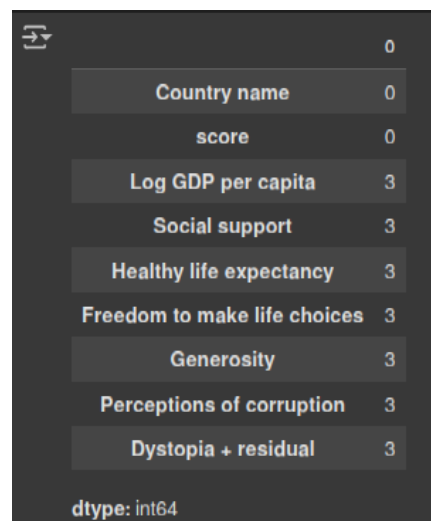 0
Country name 0
score 0
Log GDP per capita 3
Social support 3
Healthy life expectancy 3
Freedom to make life choices 3
Generosity 3
Perceptions of corruption 3
Dystopia + residual 3
dtype: int64